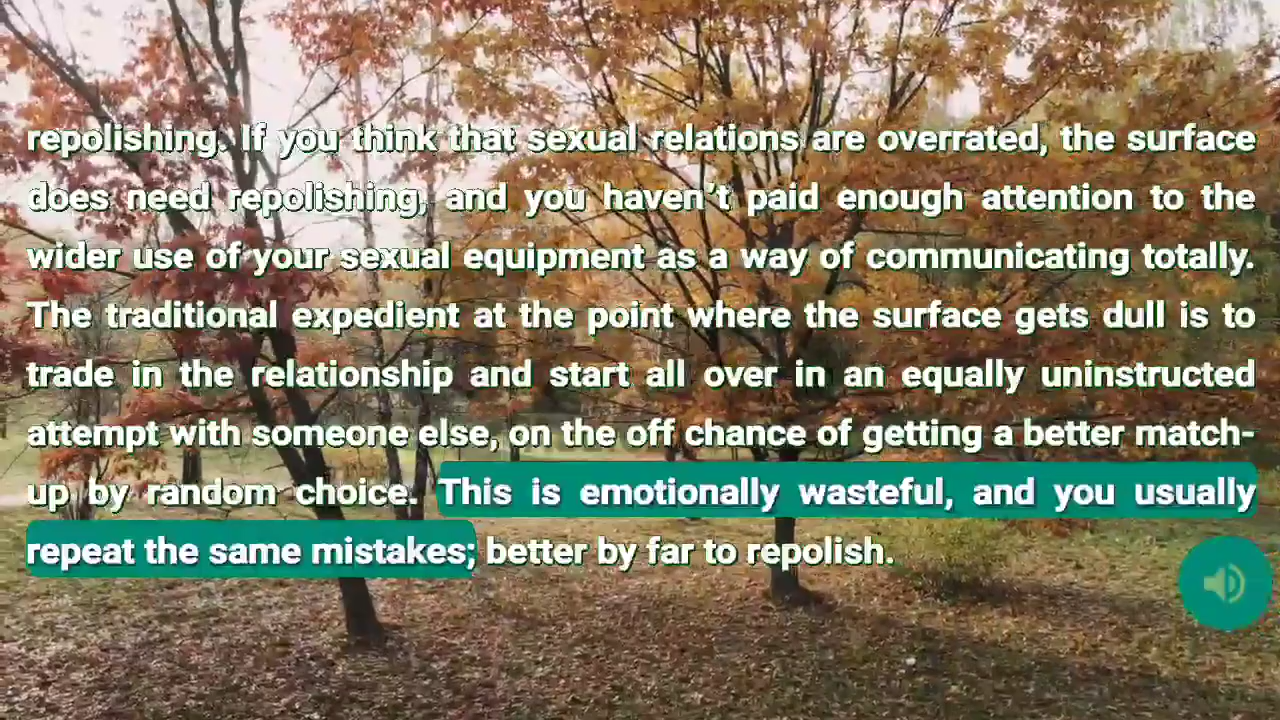 repolishing. If you think that sexual relations are overrated, the surface
does need repolishing, and you haven't paid enough attention to the
wider use of your sexual equipment as a way of communicating totally.
The traditional expedient at the point where the surface gets dull is to
trade in the relationship and start all over in an equally uninstructed
attempt with someone else, on the off chance of getting a better match-
up by random choice. This is emotionally wasteful, and you usually
repeat the same mistakes; better by far to repolish.